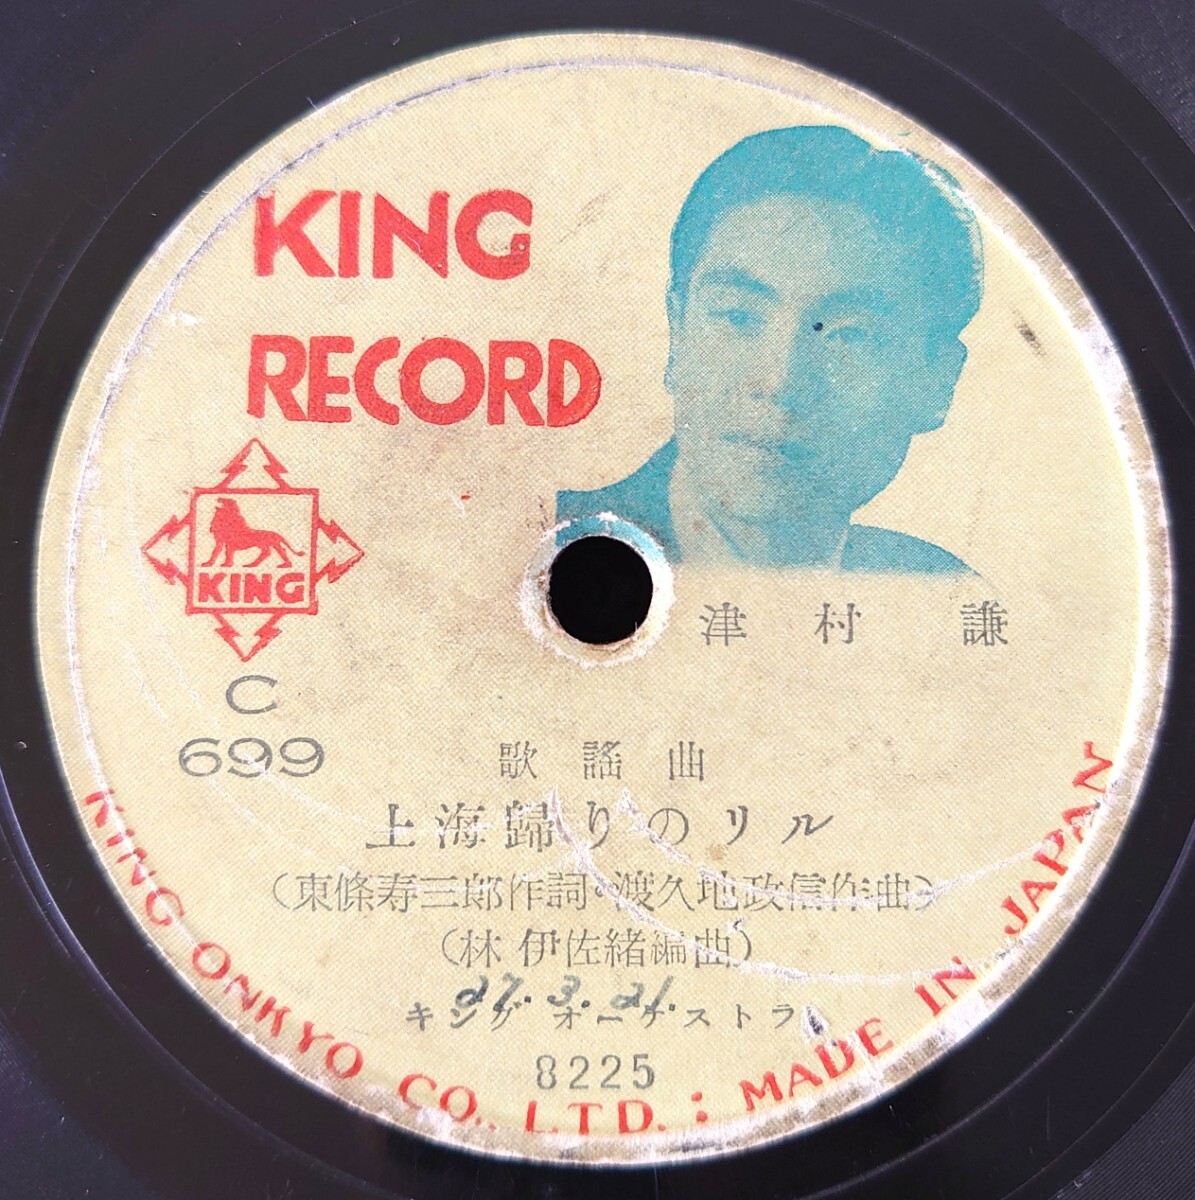 KING
RECORD
KING
津村 謙
C
699
歌謡曲
上海歸りのリル
(東條寿三郎作詞・渡久地政信作曲)
(林 伊佐緒編曲)
27.3.21.
キングオーケストラ
8225
KING ONKYO CO., LTD. : MADE IN JAPAN